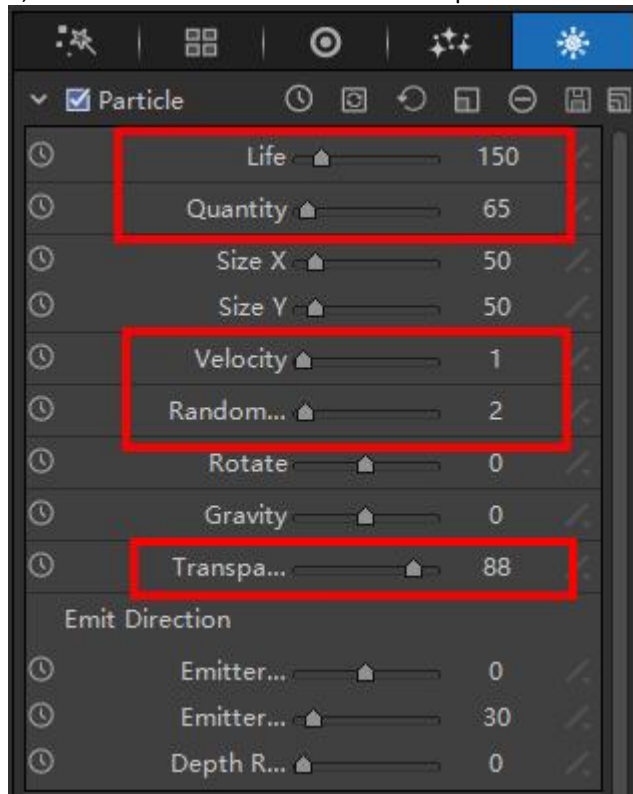 Particle
Life 150
Quantity 65
Size X 50
Size Y 50
Velocity 1
Random... 2
Rotate 0
Gravity 0
Transpa... 88
Emit Direction
Emitter... 0
Emitter... 30
Depth R... 0